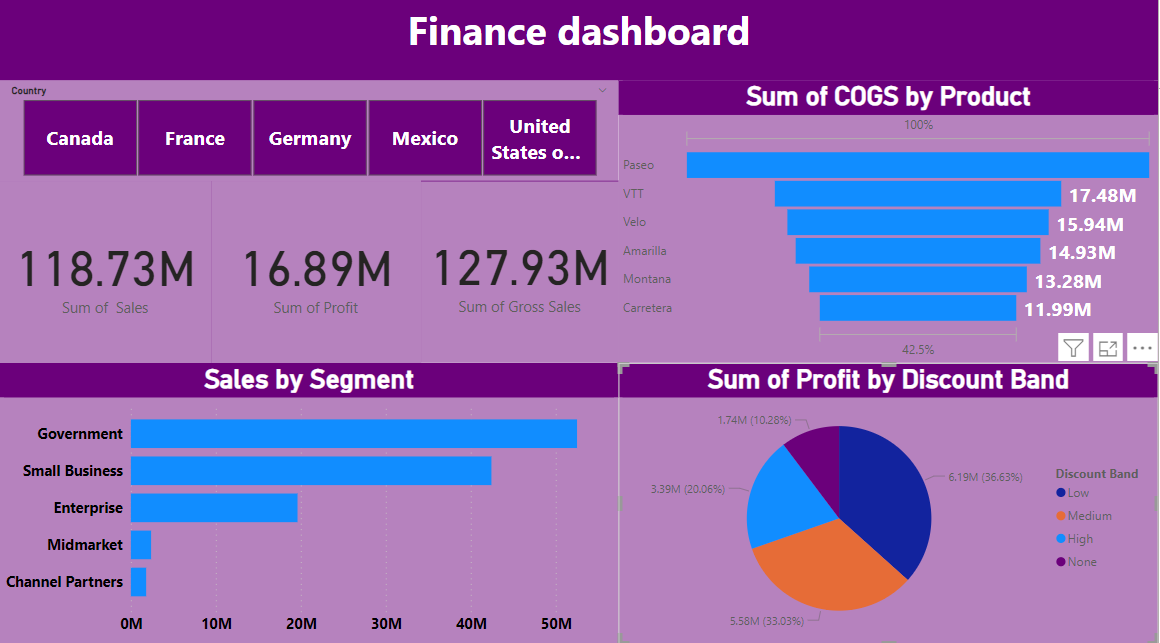 Finance dashboard
Country
Canada
France
Germany
Mexico
United
States o...
118.73M
Sum of  Sales
16.89M
Sum of Profit
127.93M
Sum of Gross Sales
Sum of COGS by Product
100%
Paseo
VTT
17.48M
Velo
15.94M
Amarilla
14.93M
Montana
13.28M
Carretera
11.99M
42.5%
Sales by Segment
Government
Small Business
Enterprise
Midmarket
Channel Partners
0M
10M
20M
30M
40M
50M
Sum of Profit by Discount Band
1.74M (10.28%)
3.39M (20.06%)
6.19M (36.63%)
5.58M (33.03%)
Discount Band
Low
Medium
High
None